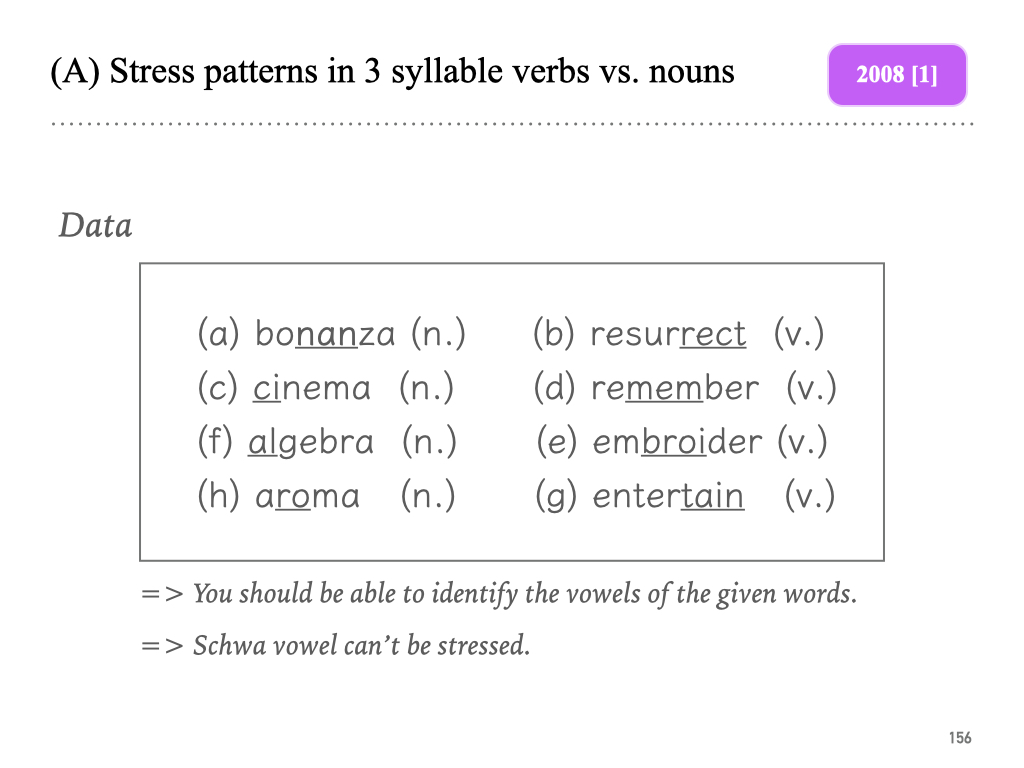 (A) Stress patterns in 3 syllable verbs vs. nouns
2008 [1]
Data
(a) bonanza (n.) (b) resurrect (v.)
(c) cinema (n.) (d) remember (v.)
(f) algebra (n.) (e) embroider (v.)
(h) aroma (n.) (g) entertain (v.)
=> You should be able to identify the vowels of the given words.
=> Schwa vowel can’t be stressed.
156